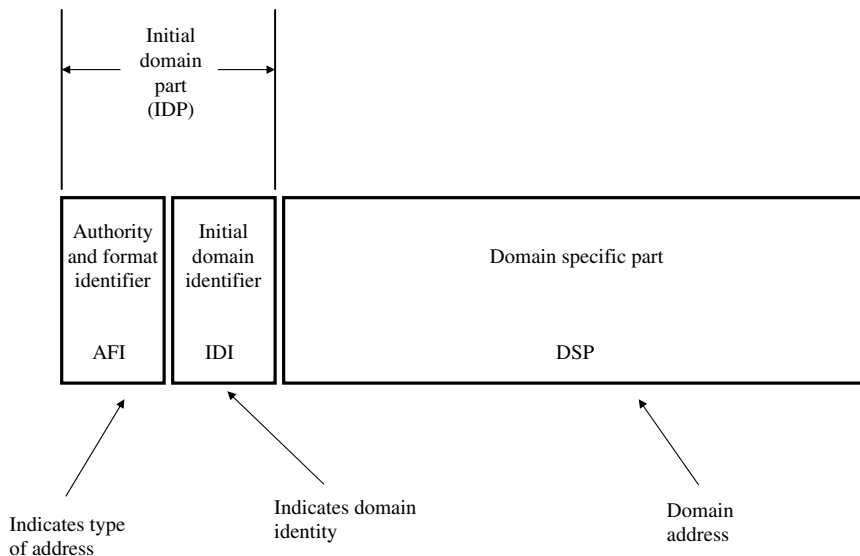 Initial
domain
part
(IDP)
Authority
and format
identifier
AFI
Initial
domain
identifier
IDI
Domain specific part
DSP
Indicates type
of address
Indicates domain
identity
Domain
address